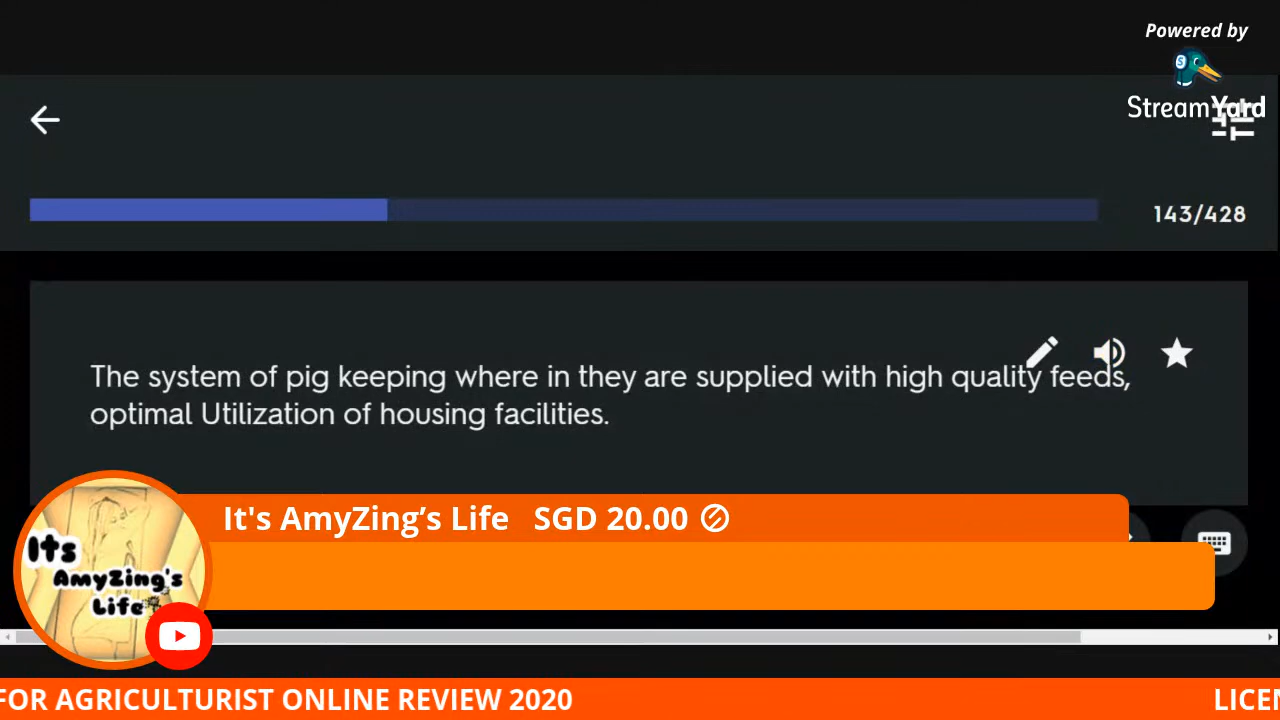 Powered by
StreamYard
143/428
The system of pig keeping where in they are supplied with high quality feeds,
optimal Utilization of housing facilities.
It's AmyZing’s Life SGD 20.00
Its
AmyZing's
Life
FOR AGRICULTURIST ONLINE REVIEW 2020
LICEN